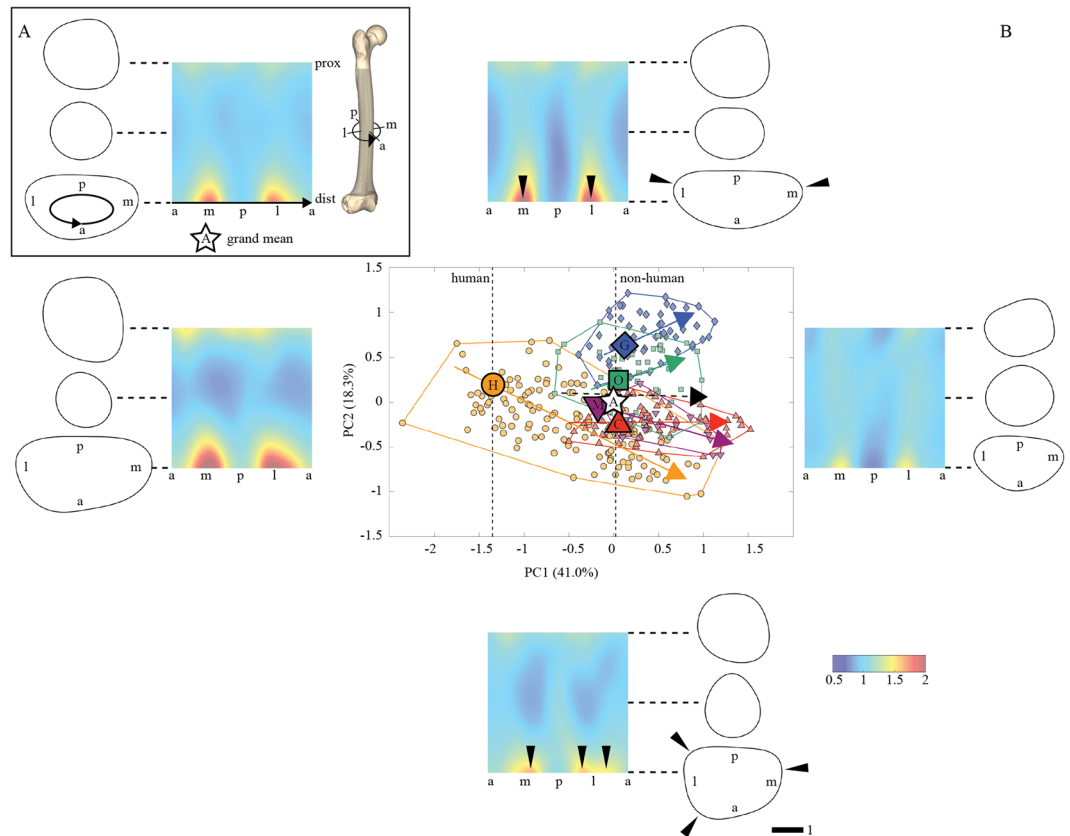 A
prox
p
l
m
a
p
l
m
a
dist
a m p l a
A grand mean
B
a m p l a
p
l
m
a
human
non-human
1.5
1
0.5
0
-0.5
-1
-1.5
PC2 (18.3%)
G
O
H
A
C
-2 -1.5 -1 -0.5 0 0.5 1 1.5
PC1 (41.0%)
p
l
m
a
a m p l a
a m p l a
p
l
m
a
0.5 1 1.5 2
a m p l a
p
l
m
a
1